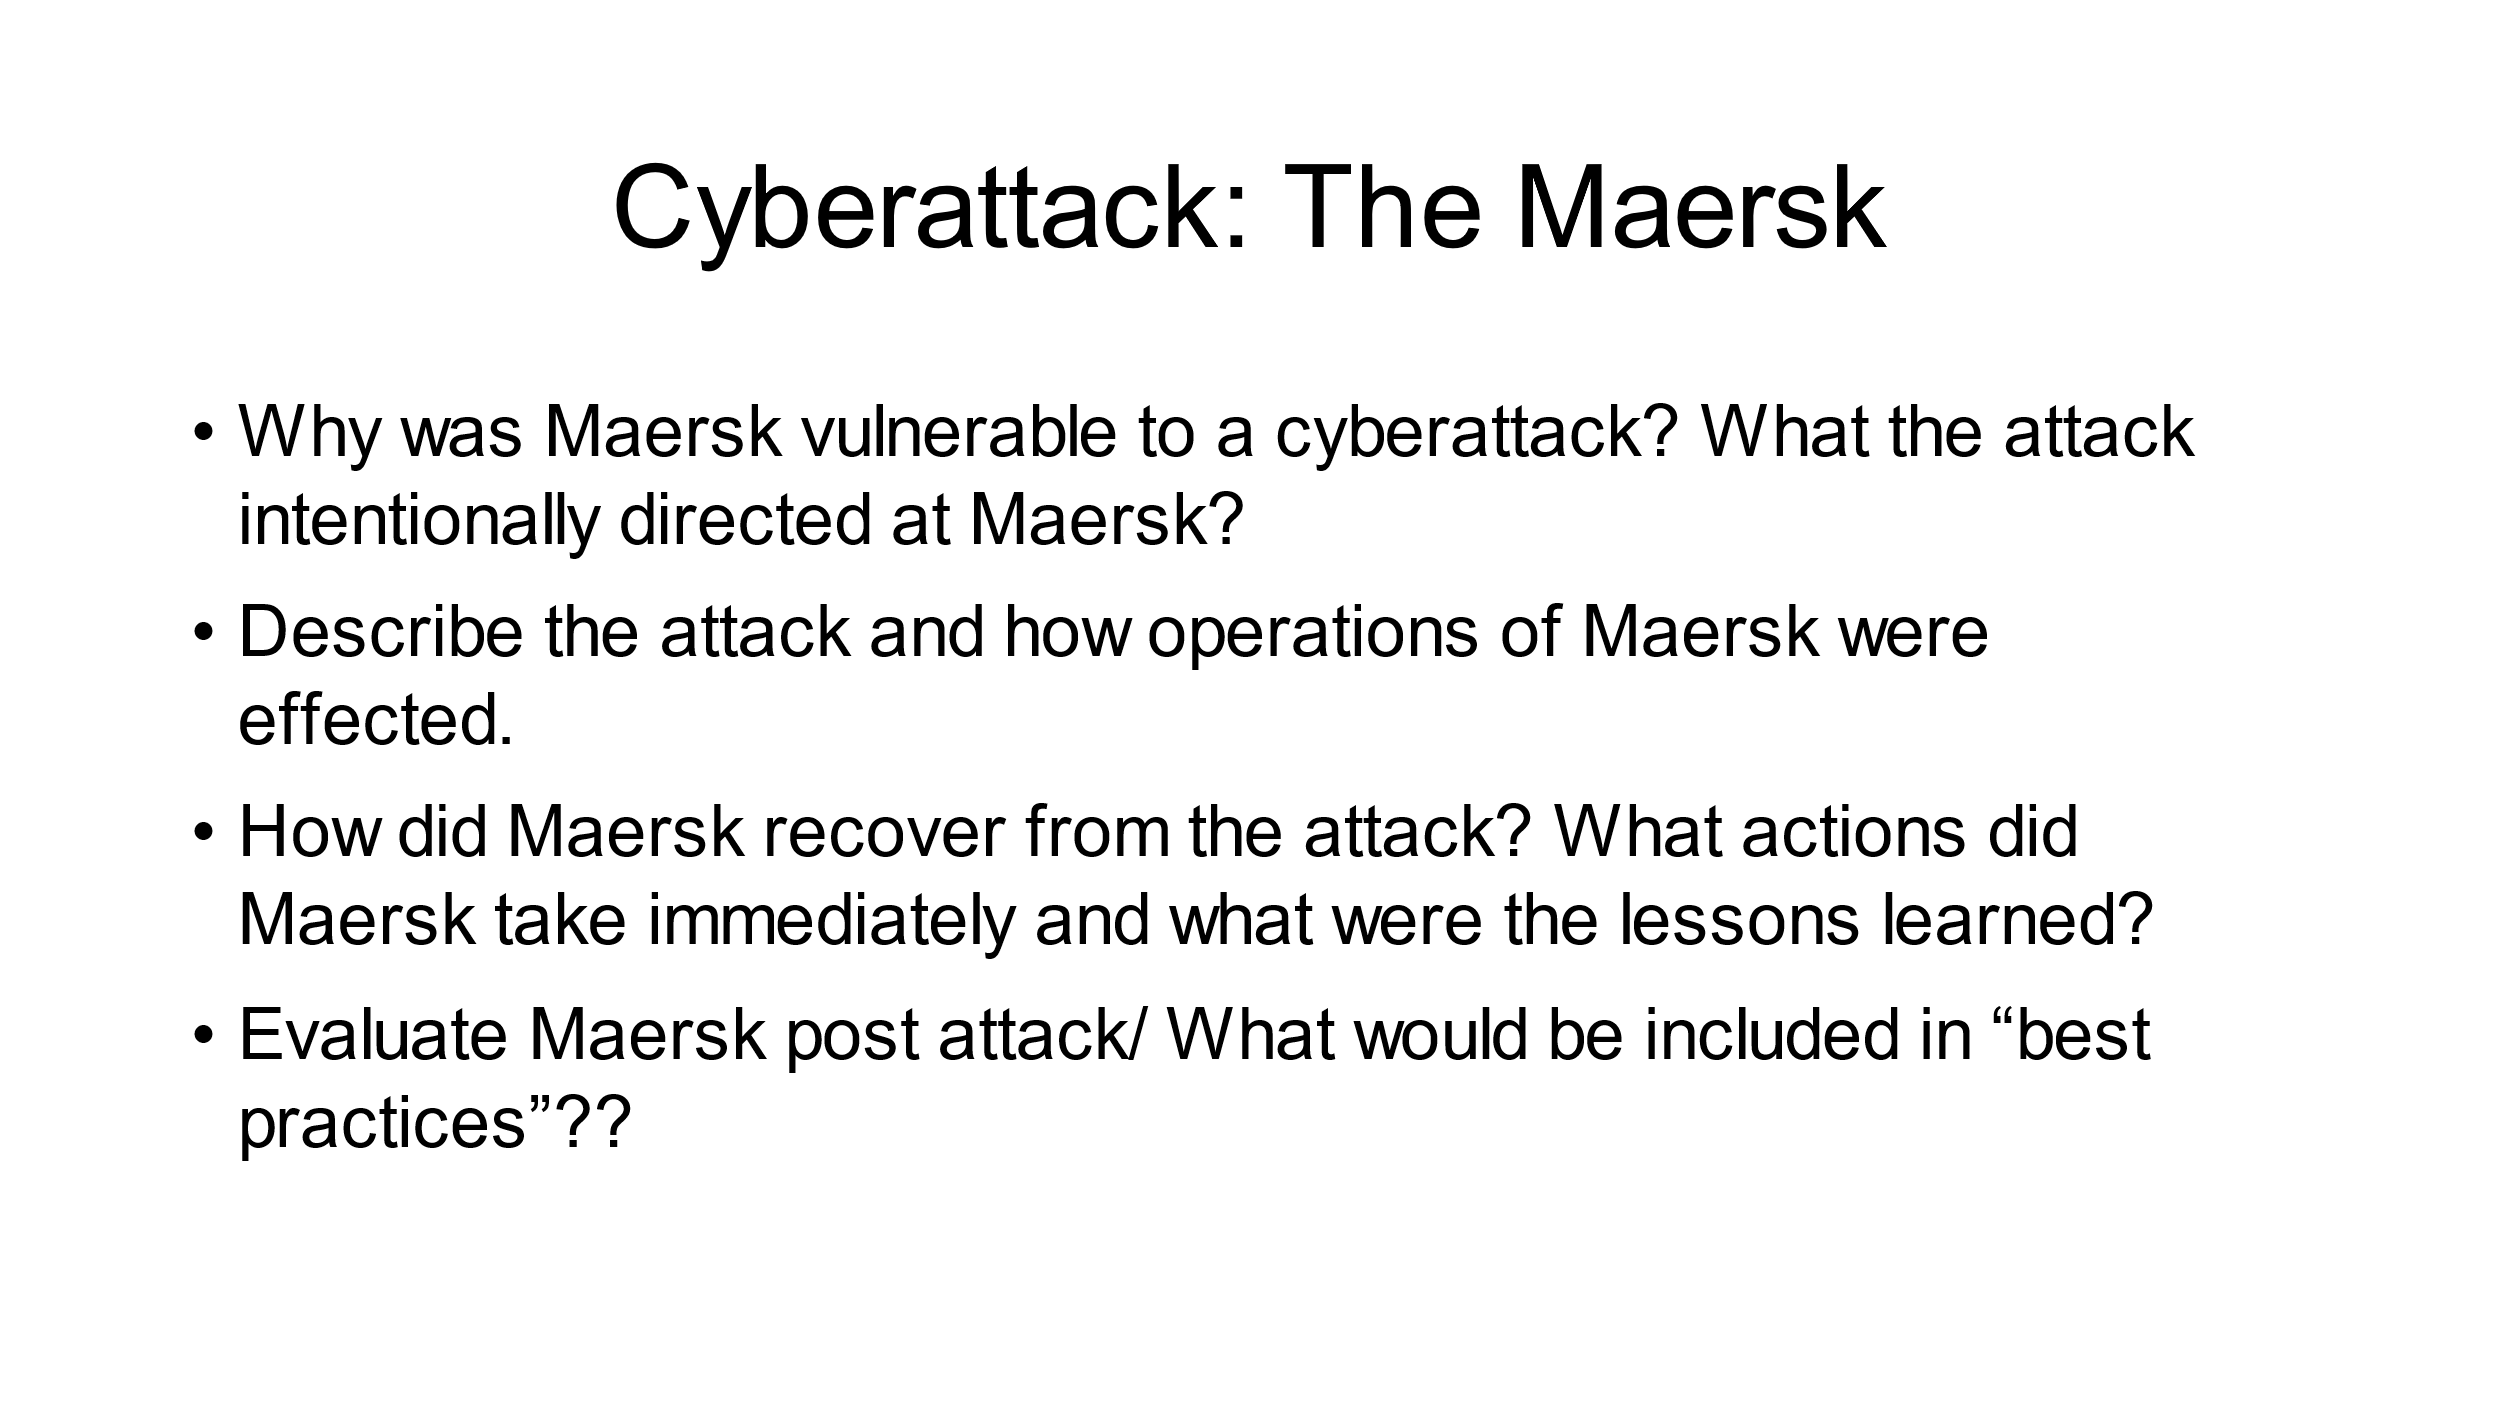 Cyberattack: The Maersk
• Why was Maersk vulnerable to a cyberattack? What the attack
intentionally directed at Maersk?
• Describe the attack and how operations of Maersk were
effected.
• How did Maersk recover from the attack? What actions did
Maersk take immediately and what were the lessons learned?
• Evaluate Maersk post attack/ What would be included in “best
practices”??